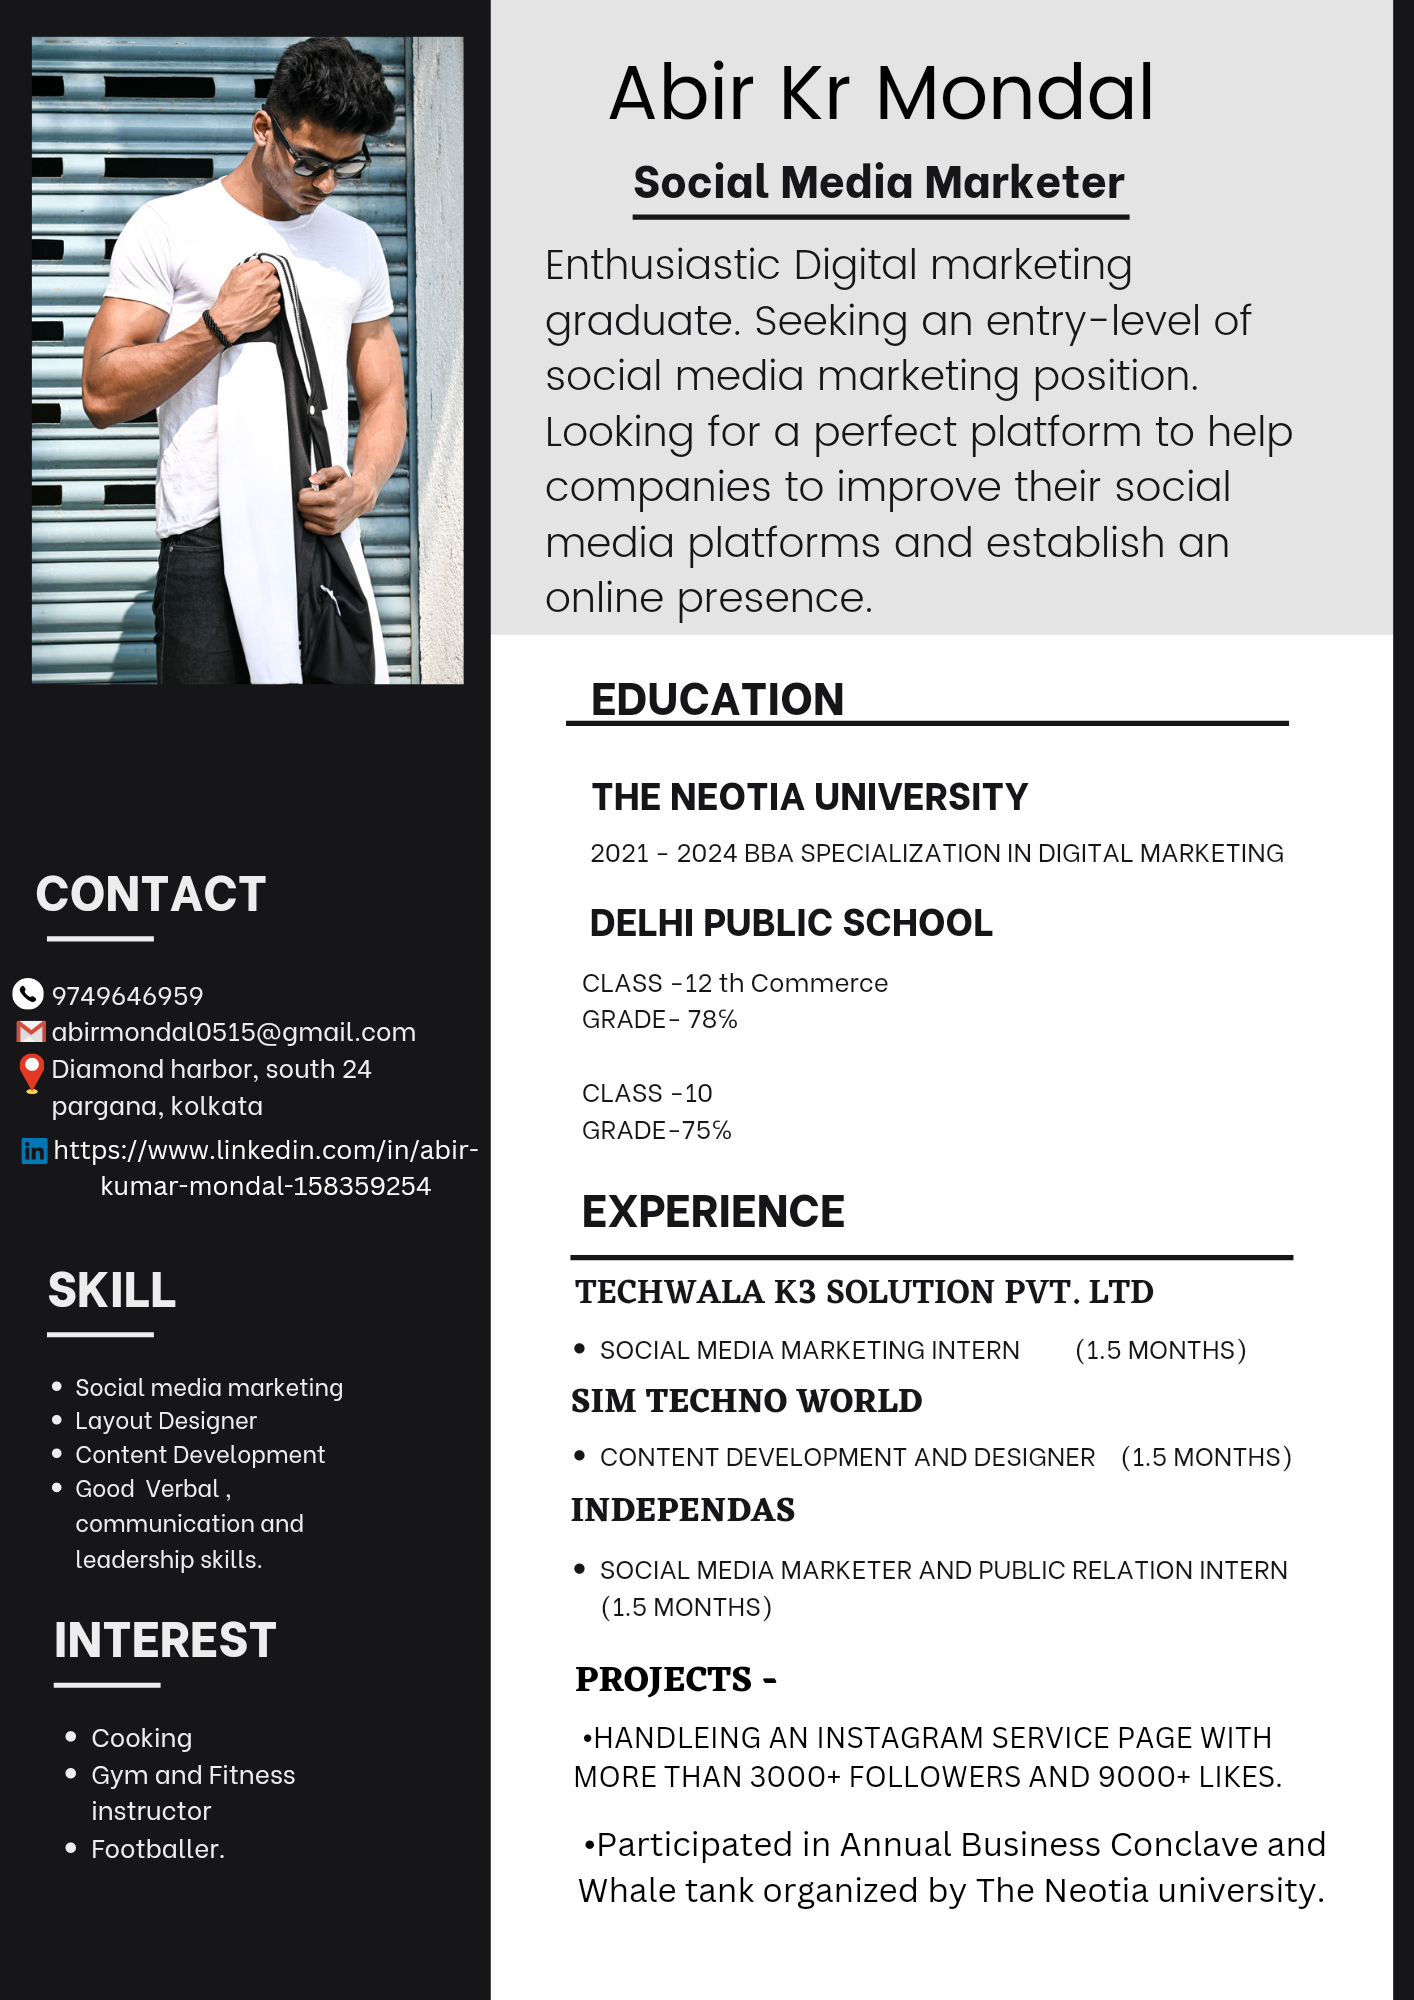 Abir Kr Mondal
Social Media Marketer
Enthusiastic Digital marketing
graduate. Seeking an entry-level of
social media marketing position.
Looking for a perfect platform to help
companies to improve their social
media platforms and establish an
online presence.
CONTACT
9749646959
abirmondal0515@gmail.com
Diamond harbor, south 24
pargana, kolkata
in https://www.linkedin.com/in/abir-
kumar-mondal-158359254
SKILL
• Social media marketing
• Layout Designer
• Content Development
• Good  Verbal ,
communication and
leadership skills.
INTEREST
• Cooking
• Gym and Fitness
instructor
• Footballer.
EDUCATION
THE NEOTIA UNIVERSITY
2021 - 2024 BBA SPECIALIZATION IN DIGITAL MARKETING
DELHI PUBLIC SCHOOL
CLASS -12 th Commerce
GRADE- 78%
CLASS -10
GRADE-75%
EXPERIENCE
TECHWALA K3 SOLUTION PVT. LTD
• SOCIAL MEDIA MARKETING INTERN (1.5 MONTHS)
SIM TECHNO WORLD
• CONTENT DEVELOPMENT AND DESIGNER (1.5 MONTHS)
INDEPENDAS
• SOCIAL MEDIA MARKETER AND PUBLIC RELATION INTERN
(1.5 MONTHS)
PROJECTS -
•HANDLEING AN INSTAGRAM SERVICE PAGE WITH
MORE THAN 3000+ FOLLOWERS AND 9000+ LIKES.
•Participated in Annual Business Conclave and
Whale tank organized by The Neotia university.